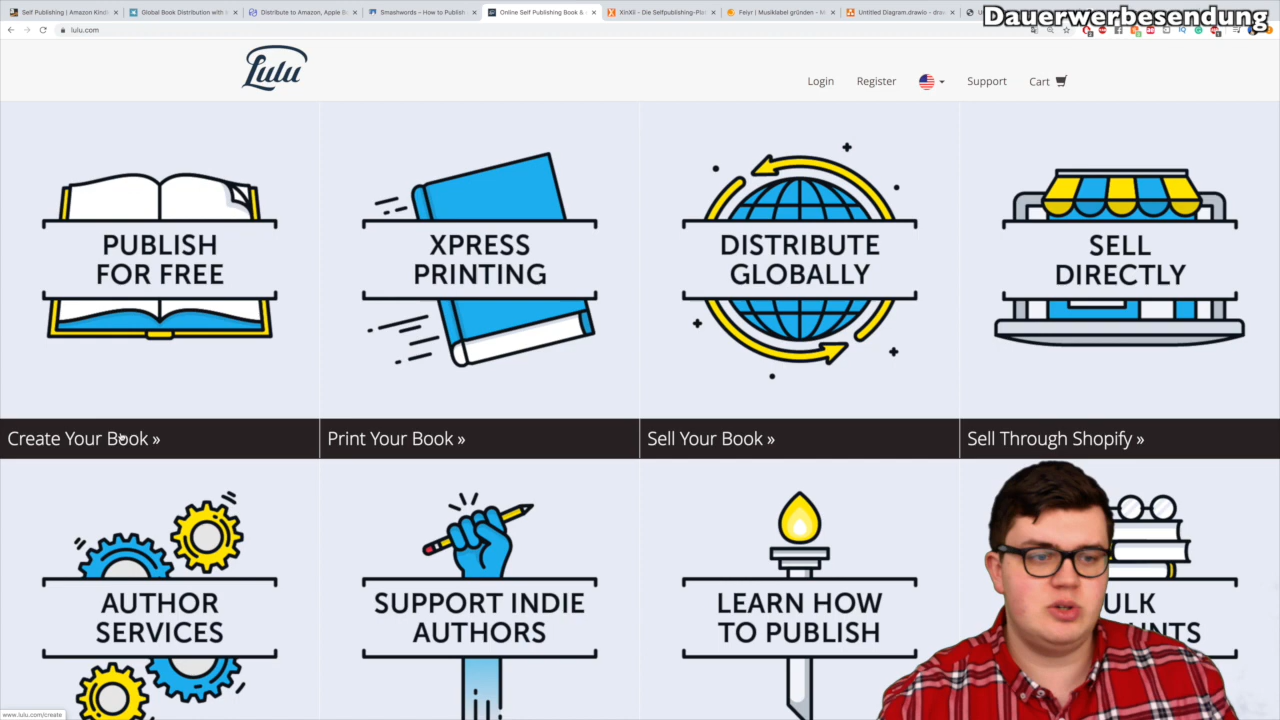 Self Publishing | Amazon Kindl
Global Book Distribution with I
Distribute to Amazon, Apple B
Smashwords – How to Publish
Online Self Publishing Book &
XinXii - Die Selfpublishing-Plat
Feiyr | Musiklabel gründen - M
Untitled Diagram.drawio - draw
Dauerwerbesendung
lulu.com
Lulu
Login
Register
Support
Cart
PUBLISH
FOR FREE
XPRESS
PRINTING
DISTRIBUTE
GLOBALLY
SELL
DIRECTLY
Create Your Book »
Print Your Book »
Sell Your Book »
Sell Through Shopify »
AUTHOR
SERVICES
SUPPORT INDIE
AUTHORS
LEARN HOW
TO PUBLISH
ULK
UNTS
www.lulu.com/create